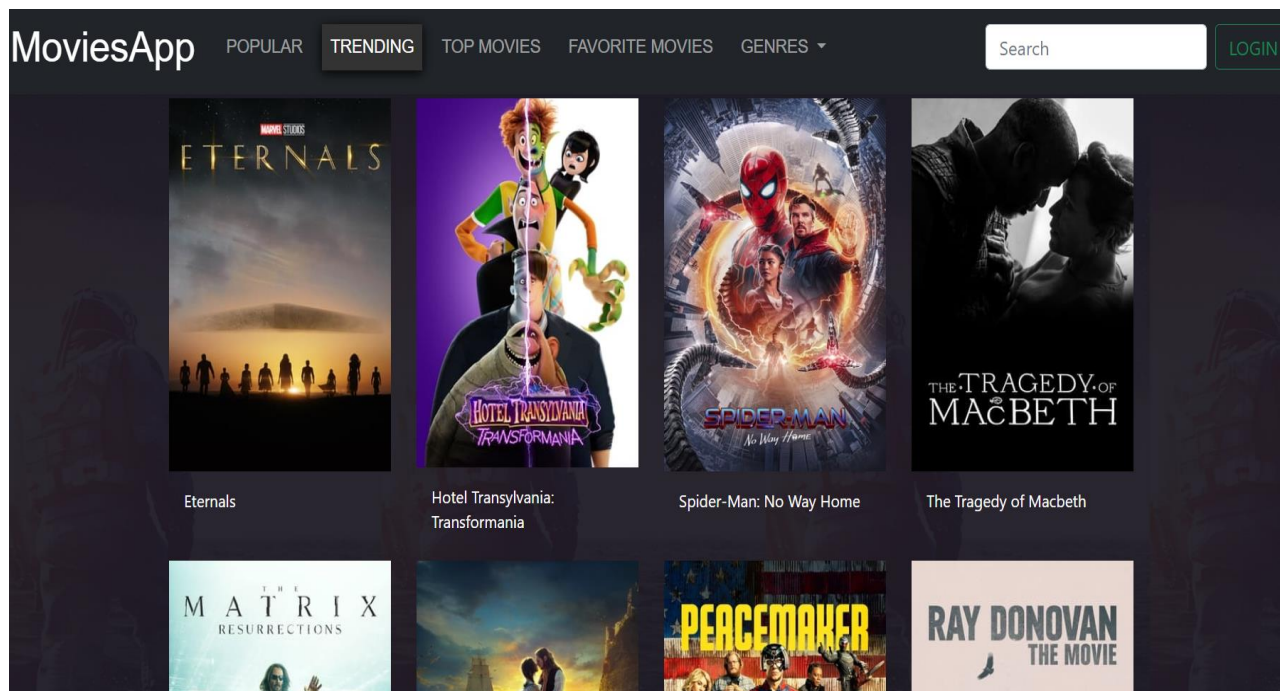 MoviesApp
POPULAR
TRENDING
TOP MOVIES
FAVORITE MOVIES
GENRES
Search
LOGIN
MARVEL STUDIOS
ETERNALS
HOTEL TRANSYLVANIA
TRANSFORMANIA
SPIDER-MAN
No Way Home
THE TRAGEDY OF
MACBETH
Eternals
Hotel Transylvania:
Transformania
Spider-Man: No Way Home
The Tragedy of Macbeth
THE
MATRIX
RESURRECTIONS
PEACEMAKER
RAY DONOVAN
THE MOVIE